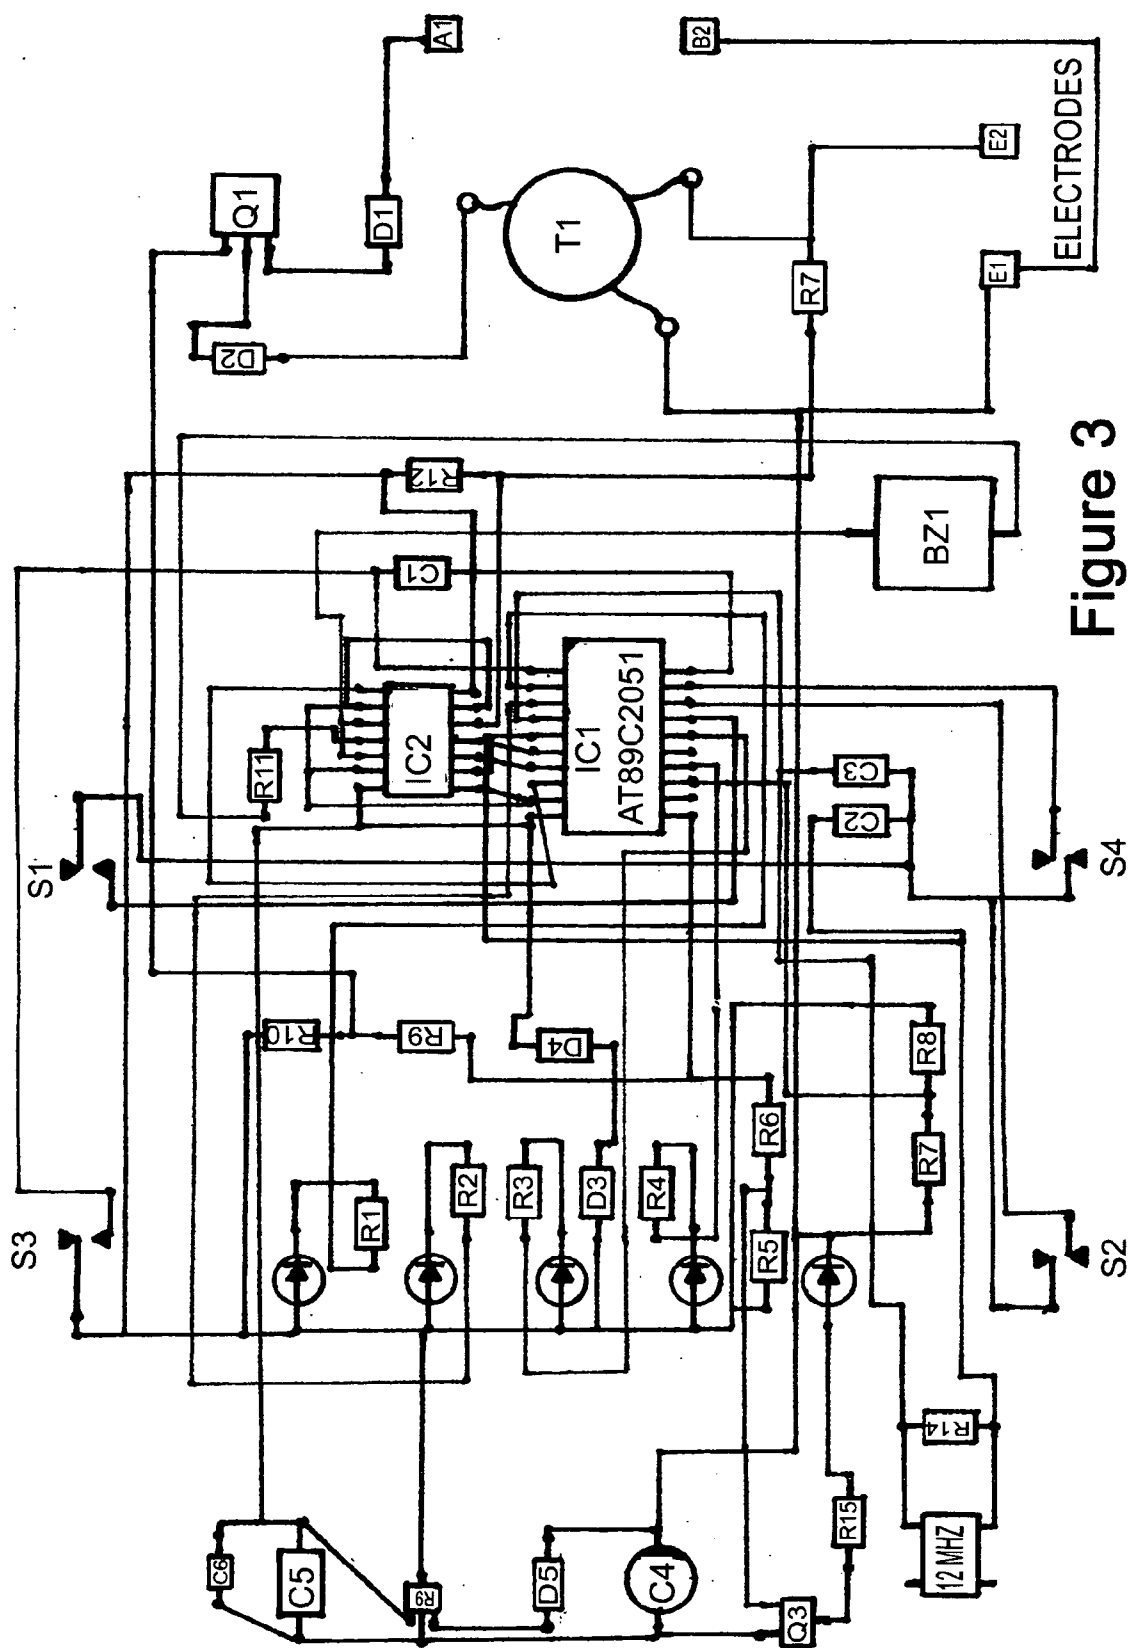 A1
B2
ELECTRODES
E2
E1
Q1
D1
D2
T1
R7
R12
C1
BZ1
Figure 3
R11
IC2
IC1
AT89C2051
C3
C2
S1
S4
R10
R9
D4
R8
R6
R7
R1
R2
R3
D3
R4
R5
S3
S2
R14
12 MHZ
R15
C6
C5
R9
D5
C4
Q3